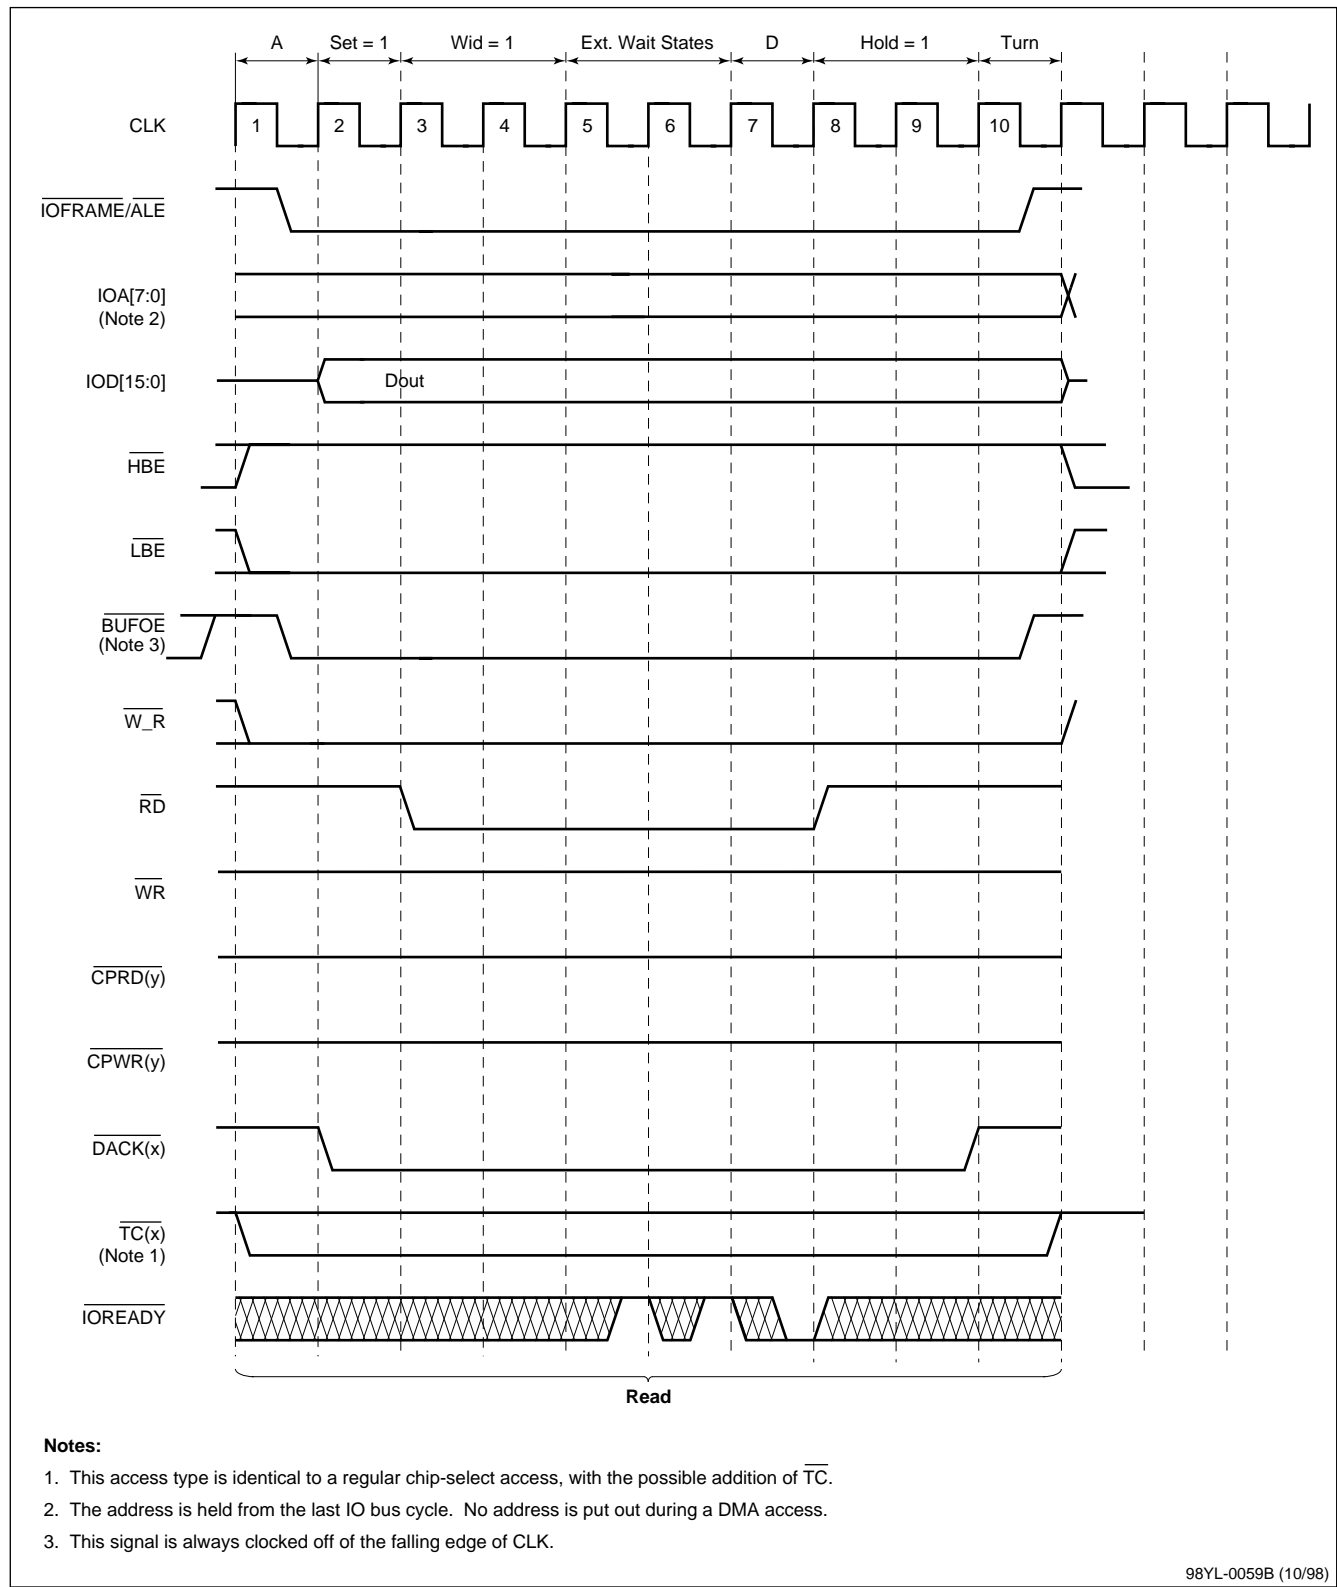 A Set = 1 Wid = 1 Ext. Wait States D Hold = 1 Turn
CLK 1 2 3 4 5 6 7 8 9 10
IOFRAME/ALE
IOA[7:0]
(Note 2)
IOD[15:0] Dout
HBE
LBE
BUFOE
(Note 3)
W_R
RD
WR
CPRD(y)
CPWR(y)
DACK(x)
TC(x)
(Note 1)
IOREADY
Read
Notes:
1. This access type is identical to a regular chip-select access, with the possible addition of TC.
2. The address is held from the last IO bus cycle. No address is put out during a DMA access.
3. This signal is always clocked off of the falling edge of CLK.
98YL-0059B (10/98)